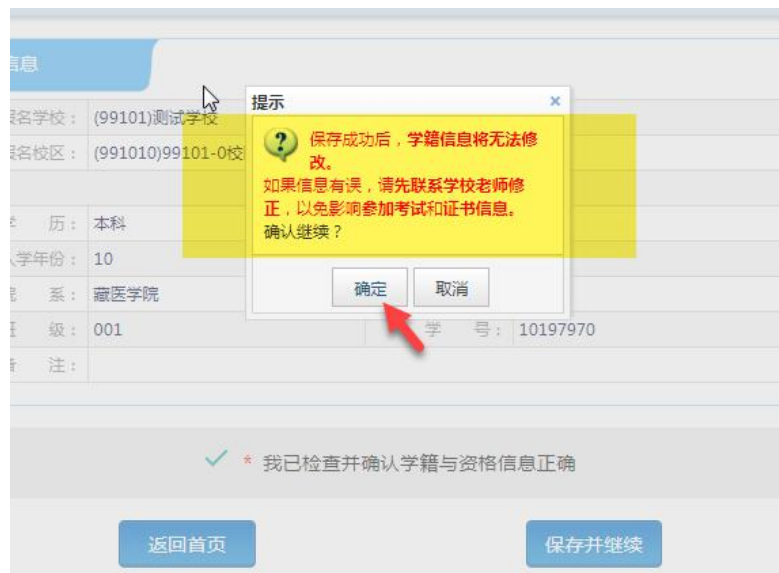 信息
提示
×
报名学校： (99101)测试学校
保存成功后，学籍信息将无法修
改。
报名校区： (991010)99101-0校
如果信息有误，请先联系学校老师修
正，以免影响参加考试和证书信息。
确认继续？
历： 本科
入学年份： 10
确定
取消
系： 藏医学院
级： 001
学 号： 10197970
注：
* 我已检查并确认学籍与资格信息正确
返回首页
保存并继续